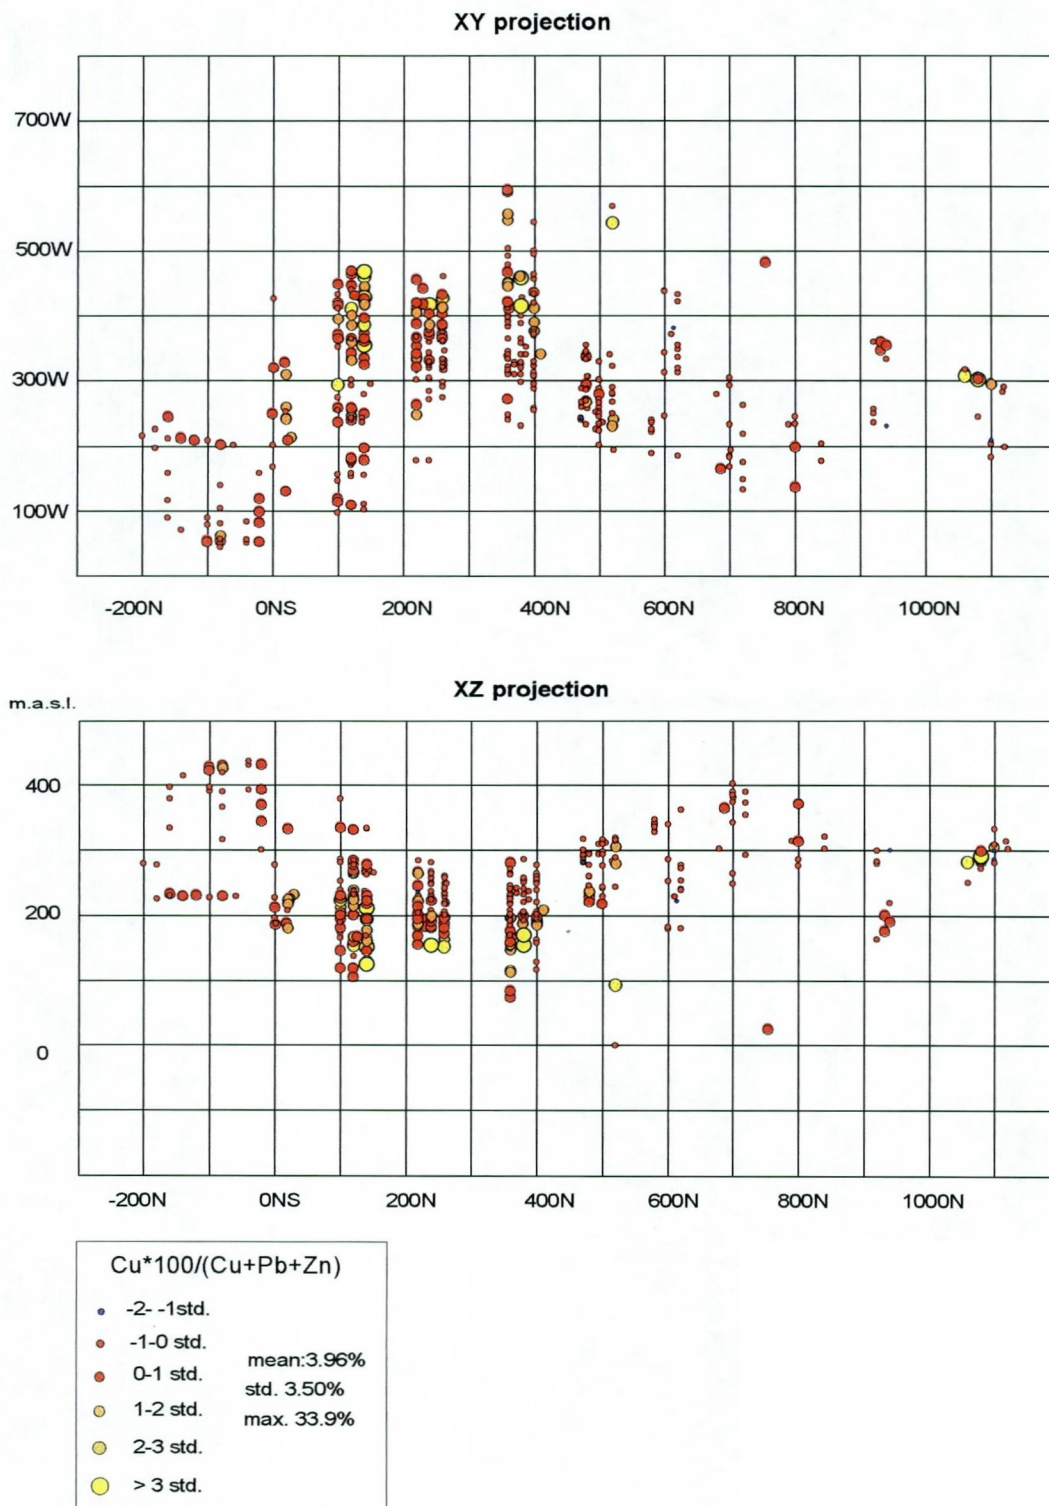 XY projection
700W
500W
300W
100W
-200N 0NS 200N 400N 600N 800N 1000N
XZ projection
m.a.s.l.
400
200
0
-200N 0NS 200N 400N 600N 800N 1000N
Cu*100/(Cu+Pb+Zn)
-2- -1std.
-1-0 std.
mean:3.96%
0-1 std.
std. 3.50%
1-2 std.
max. 33.9%
2-3 std.
> 3 std.